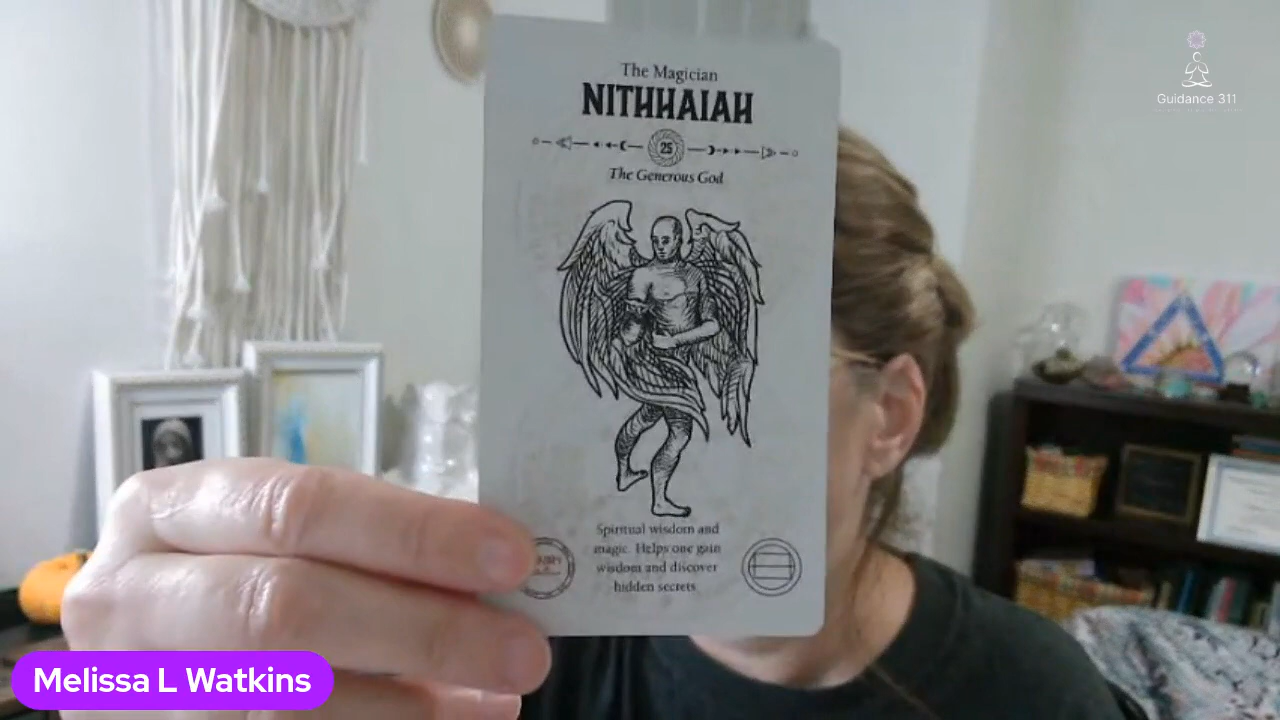 The Magician
NITHHAIAH
25
The Generous God
Spiritual wisdom and
magic. Helps one gain
wisdom and discover
hidden secrets
Guidance 311
Melissa L Watkins